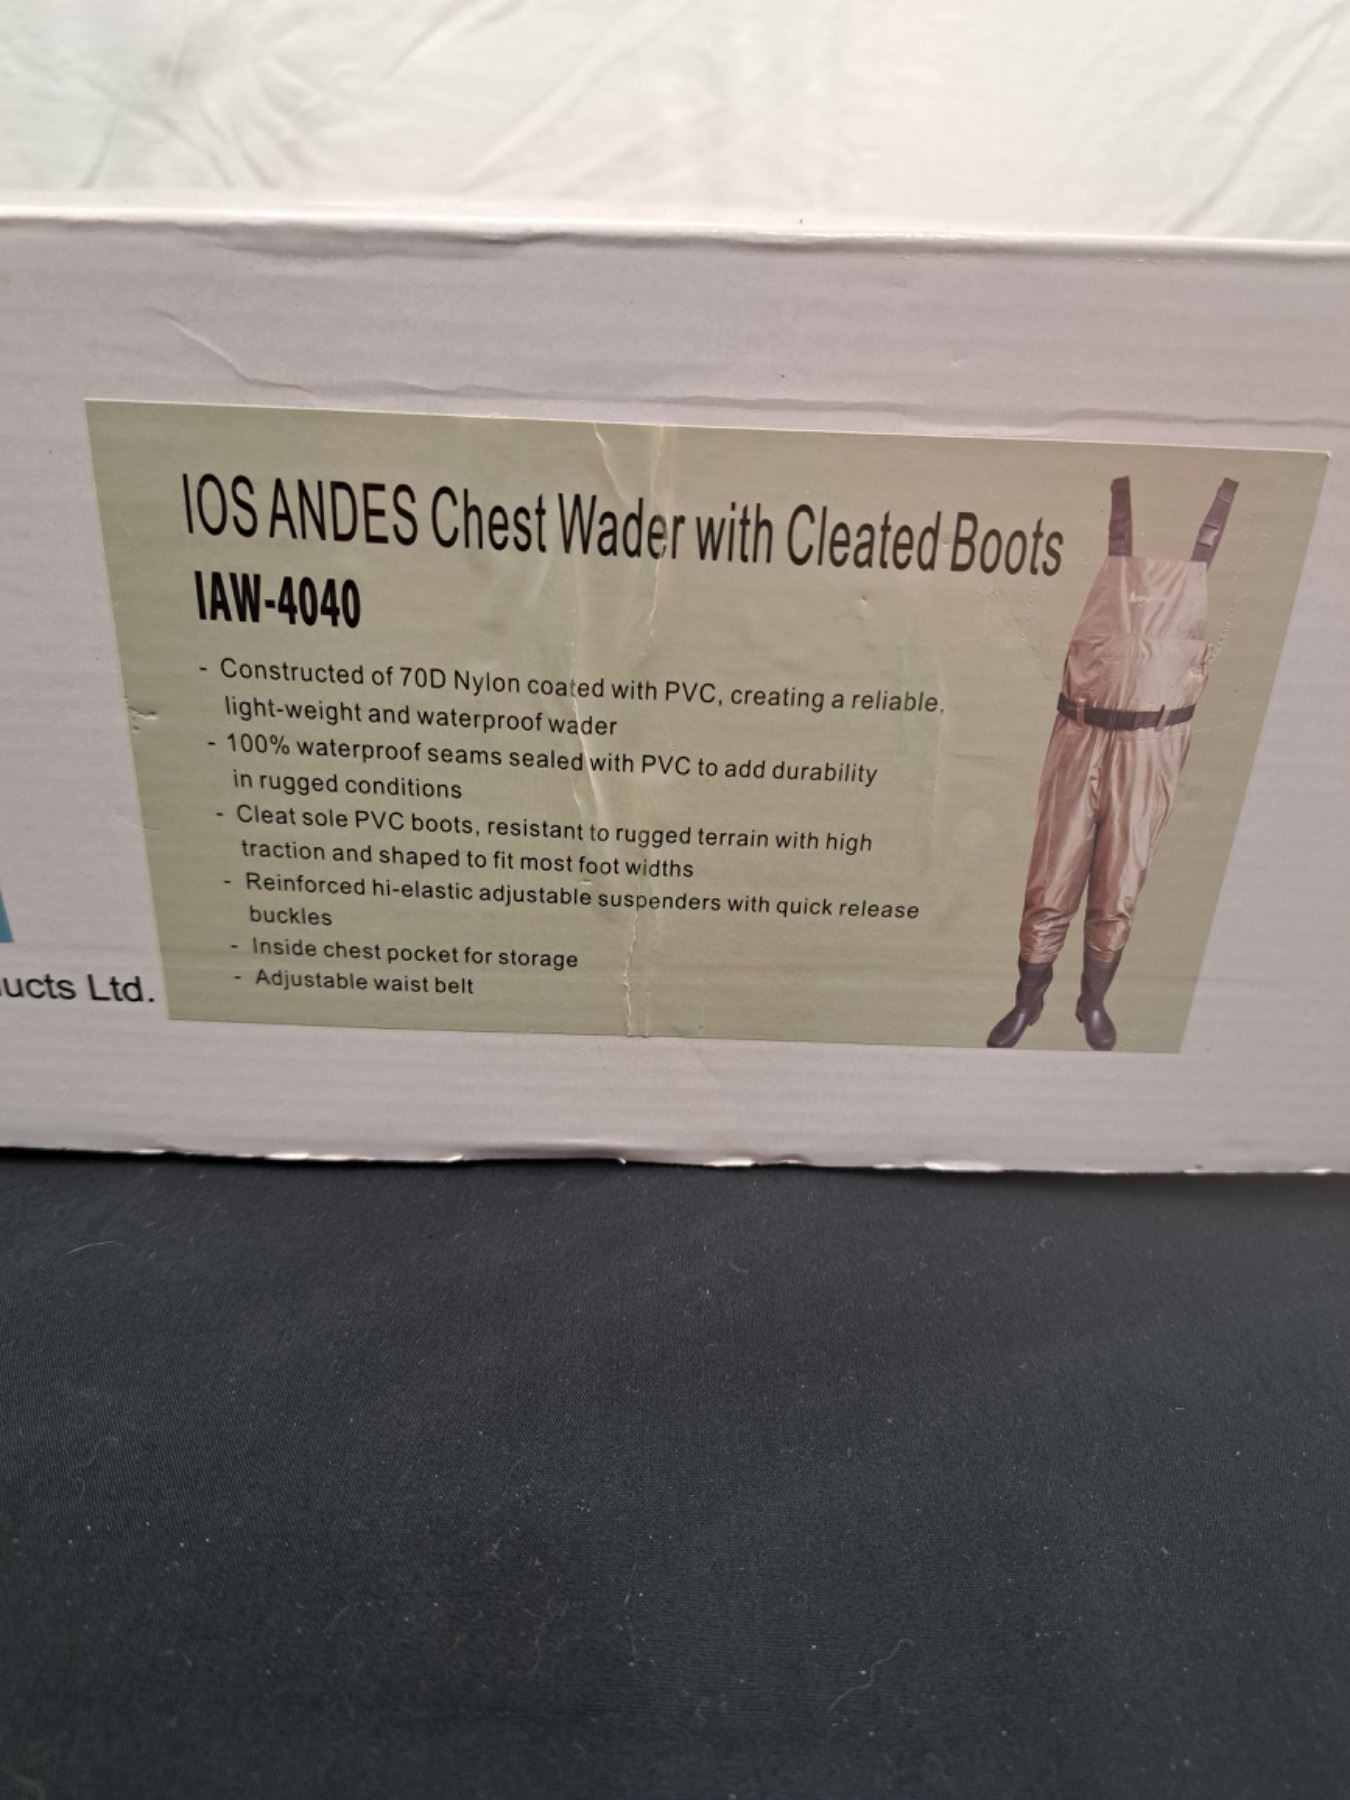 IOS ANDES Chest Wader with Cleated Boots
IAW-4040
- Constructed of 70D Nylon coated with PVC, creating a reliable,
light-weight and waterproof wader
- 100% waterproof seams sealed with PVC to add durability
in rugged conditions
- Cleat sole PVC boots, resistant to rugged terrain with high
traction and shaped to fit most foot widths
- Reinforced hi-elastic adjustable suspenders with quick release
buckles
- Inside chest pocket for storage
- Adjustable waist belt
ucts Ltd.